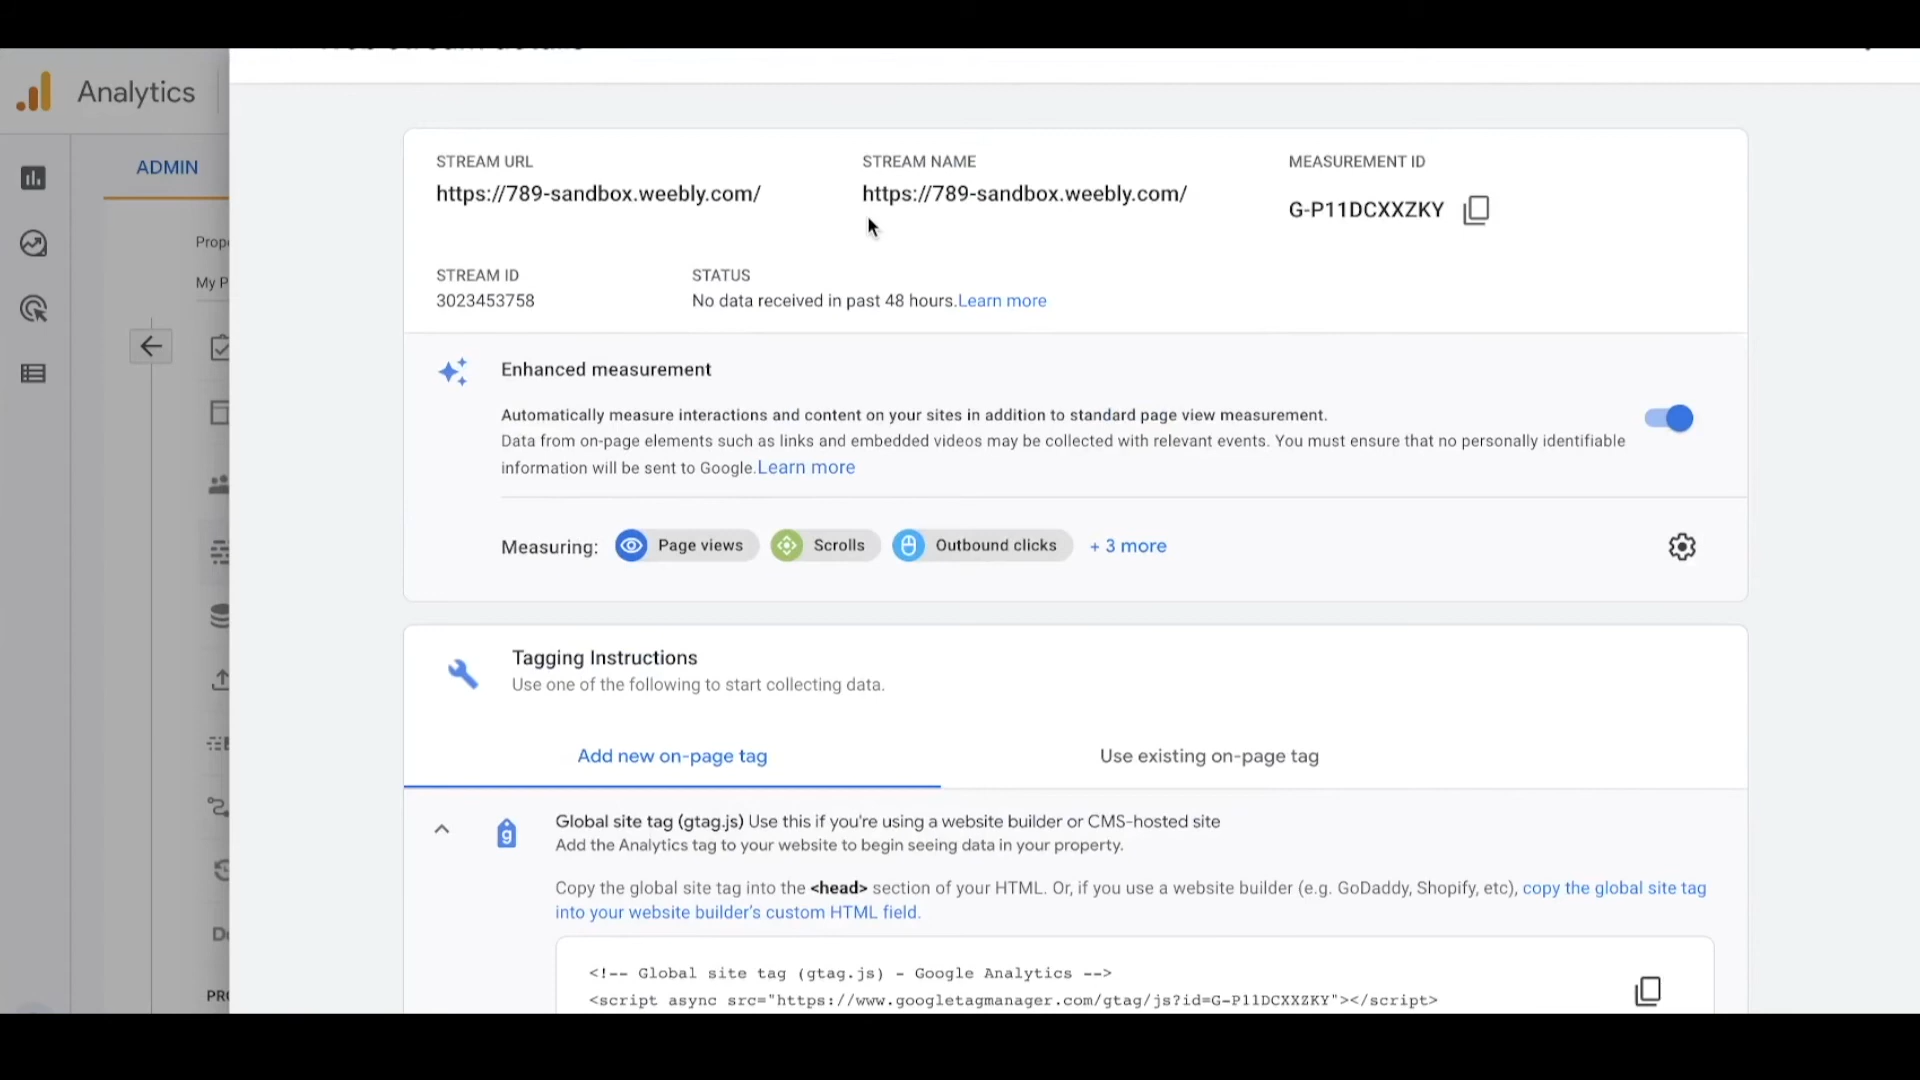 Analytics
ADMIN
STREAM URL
https://789-sandbox.weebly.com/
STREAM NAME
https://789-sandbox.weebly.com/
MEASUREMENT ID
G-P11DCXXZKY
Prope
My P
STREAM ID
3023453758
STATUS
No data received in past 48 hours.Learn more
Enhanced measurement
Automatically measure interactions and content on your sites in addition to standard page view measurement.
Data from on-page elements such as links and embedded videos may be collected with relevant events. You must ensure that no personally identifiable
information will be sent to Google.Learn more
Measuring: Page views Scrolls Outbound clicks + 3 more
Tagging Instructions
Use one of the following to start collecting data.
Add new on-page tag
Use existing on-page tag
Global site tag (gtag.js) Use this if you're using a website builder or CMS-hosted site
Add the Analytics tag to your website to begin seeing data in your property.
Copy the global site tag into the <head> section of your HTML. Or, if you use a website builder (e.g. GoDaddy, Shopify, etc), copy the global site tag
into your website builder's custom HTML field.
<!-- Global site tag (gtag.js) - Google Analytics -->
<script async src="https://www.googletagmanager.com/gtag/js?id=G-P11DCXXZKY"></script>